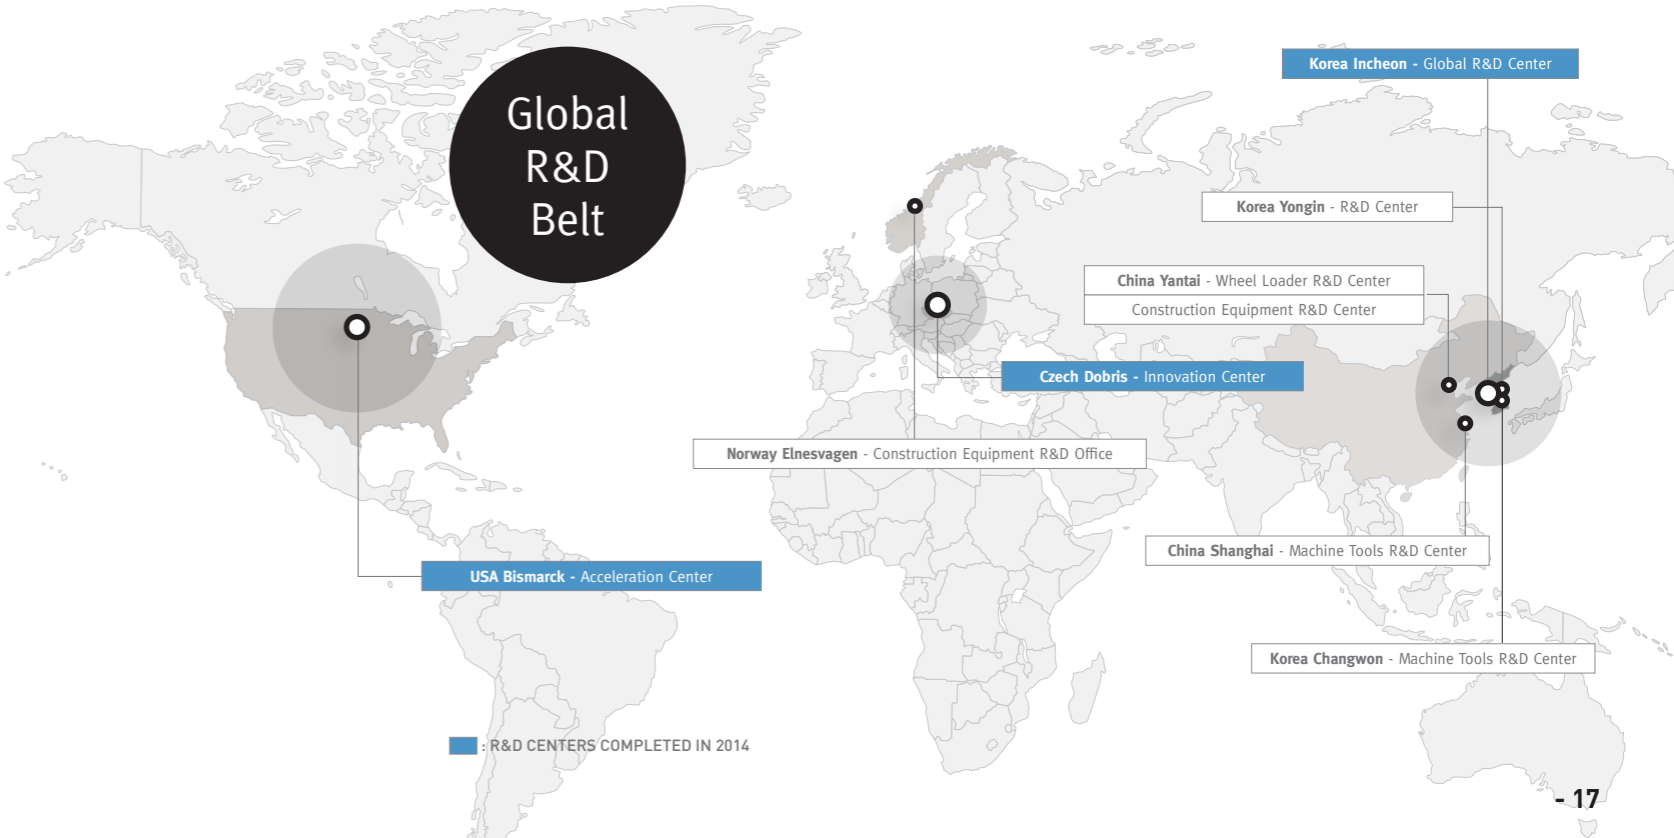 Global
R&D
Belt
Korea Incheon - Global R&D Center
Korea Yongin - R&D Center
China Yantai - Wheel Loader R&D Center
Construction Equipment R&D Center
Czech Dobris - Innovation Center
Norway Elnesvagen - Construction Equipment R&D Office
China Shanghai - Machine Tools R&D Center
USA Bismarck - Acceleration Center
Korea Changwon - Machine Tools R&D Center
: R&D CENTERS COMPLETED IN 2014
- 17